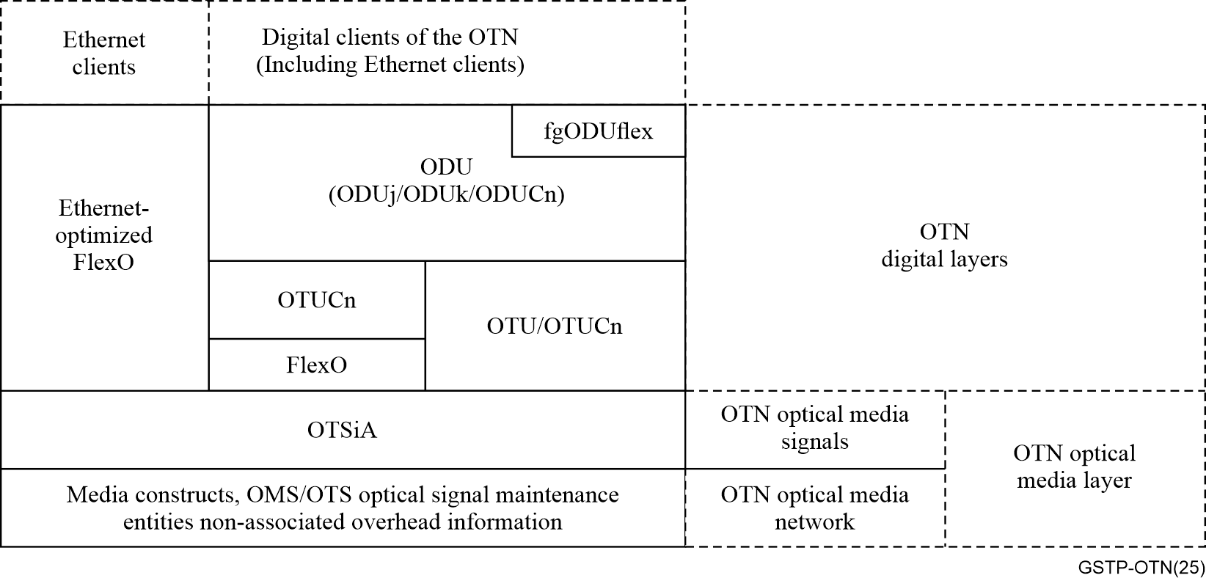 Ethernet
clients
Digital clients of the OTN
(Including Ethernet clients)
fgODUflex
ODU
(ODUj/ODUk/ODUCn)
Ethernet-
optimized
FlexO
OTN
digital layers
OTUCn
OTU/OTUCn
FlexO
OTSiA
OTN optical media
signals
OTN optical
media layer
Media constructs, OMS/OTS optical signal maintenance
entities non-associated overhead information
OTN optical media
network
GSTP-OTN(25)